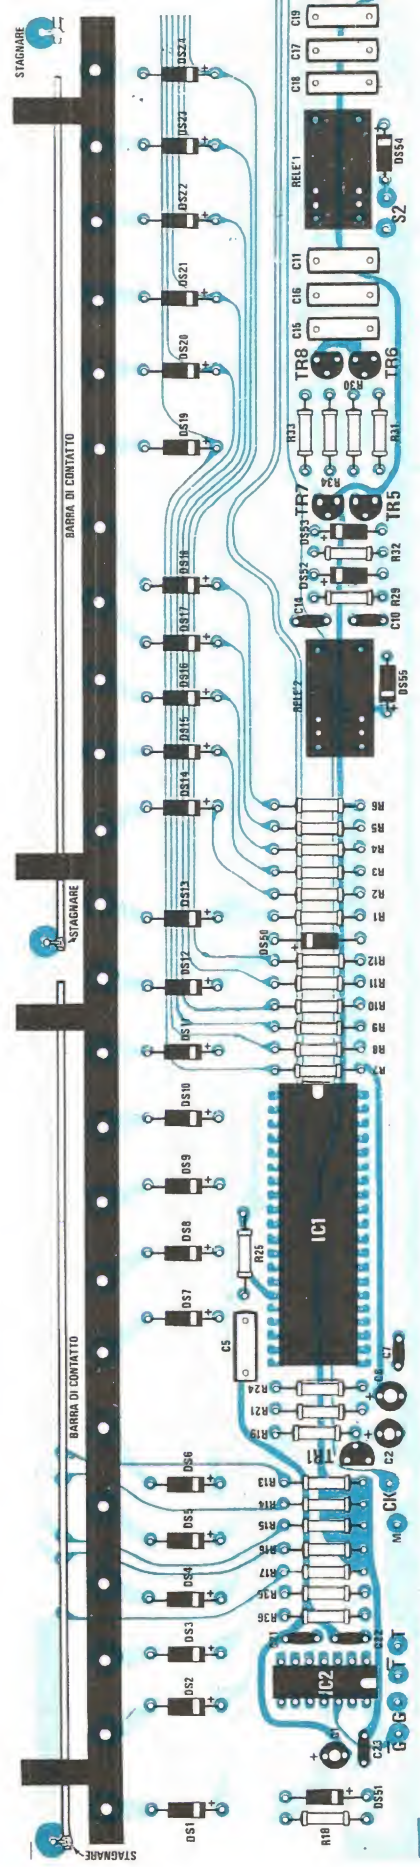 STAGNARE
C19
C17
C18
DS24
DS23
DS22
DS21
DS20
DS19
RELE'1
DS54
S2
C11
C16
C15
TR8
TR6
R30
R33
R34
R31
BARRA DI CONTATTO
TR7
TR5
DS53
R32
DS52
R29
C14
C10
DS18
DS17
DS16
DS15
DS14
DS13
DS12
DS11
RELE'2
DS55
R6
R5
R4
R3
R2
R1
DS50
R12
R11
R10
R9
R8
R7
STAGNARE
DS10
DS9
DS8
DS7
IC1
R25
C5
C7
R24
R21
R19
C2
TR1
BARRA DI CONTATTO
DS6
DS5
DS4
DS3
DS2
DS1
R13
R14
R15
R16
R17
R35
R36
CK
M
C22
IC2
T
T
G
G
C1
C23
DS51
R18
STAGNARE